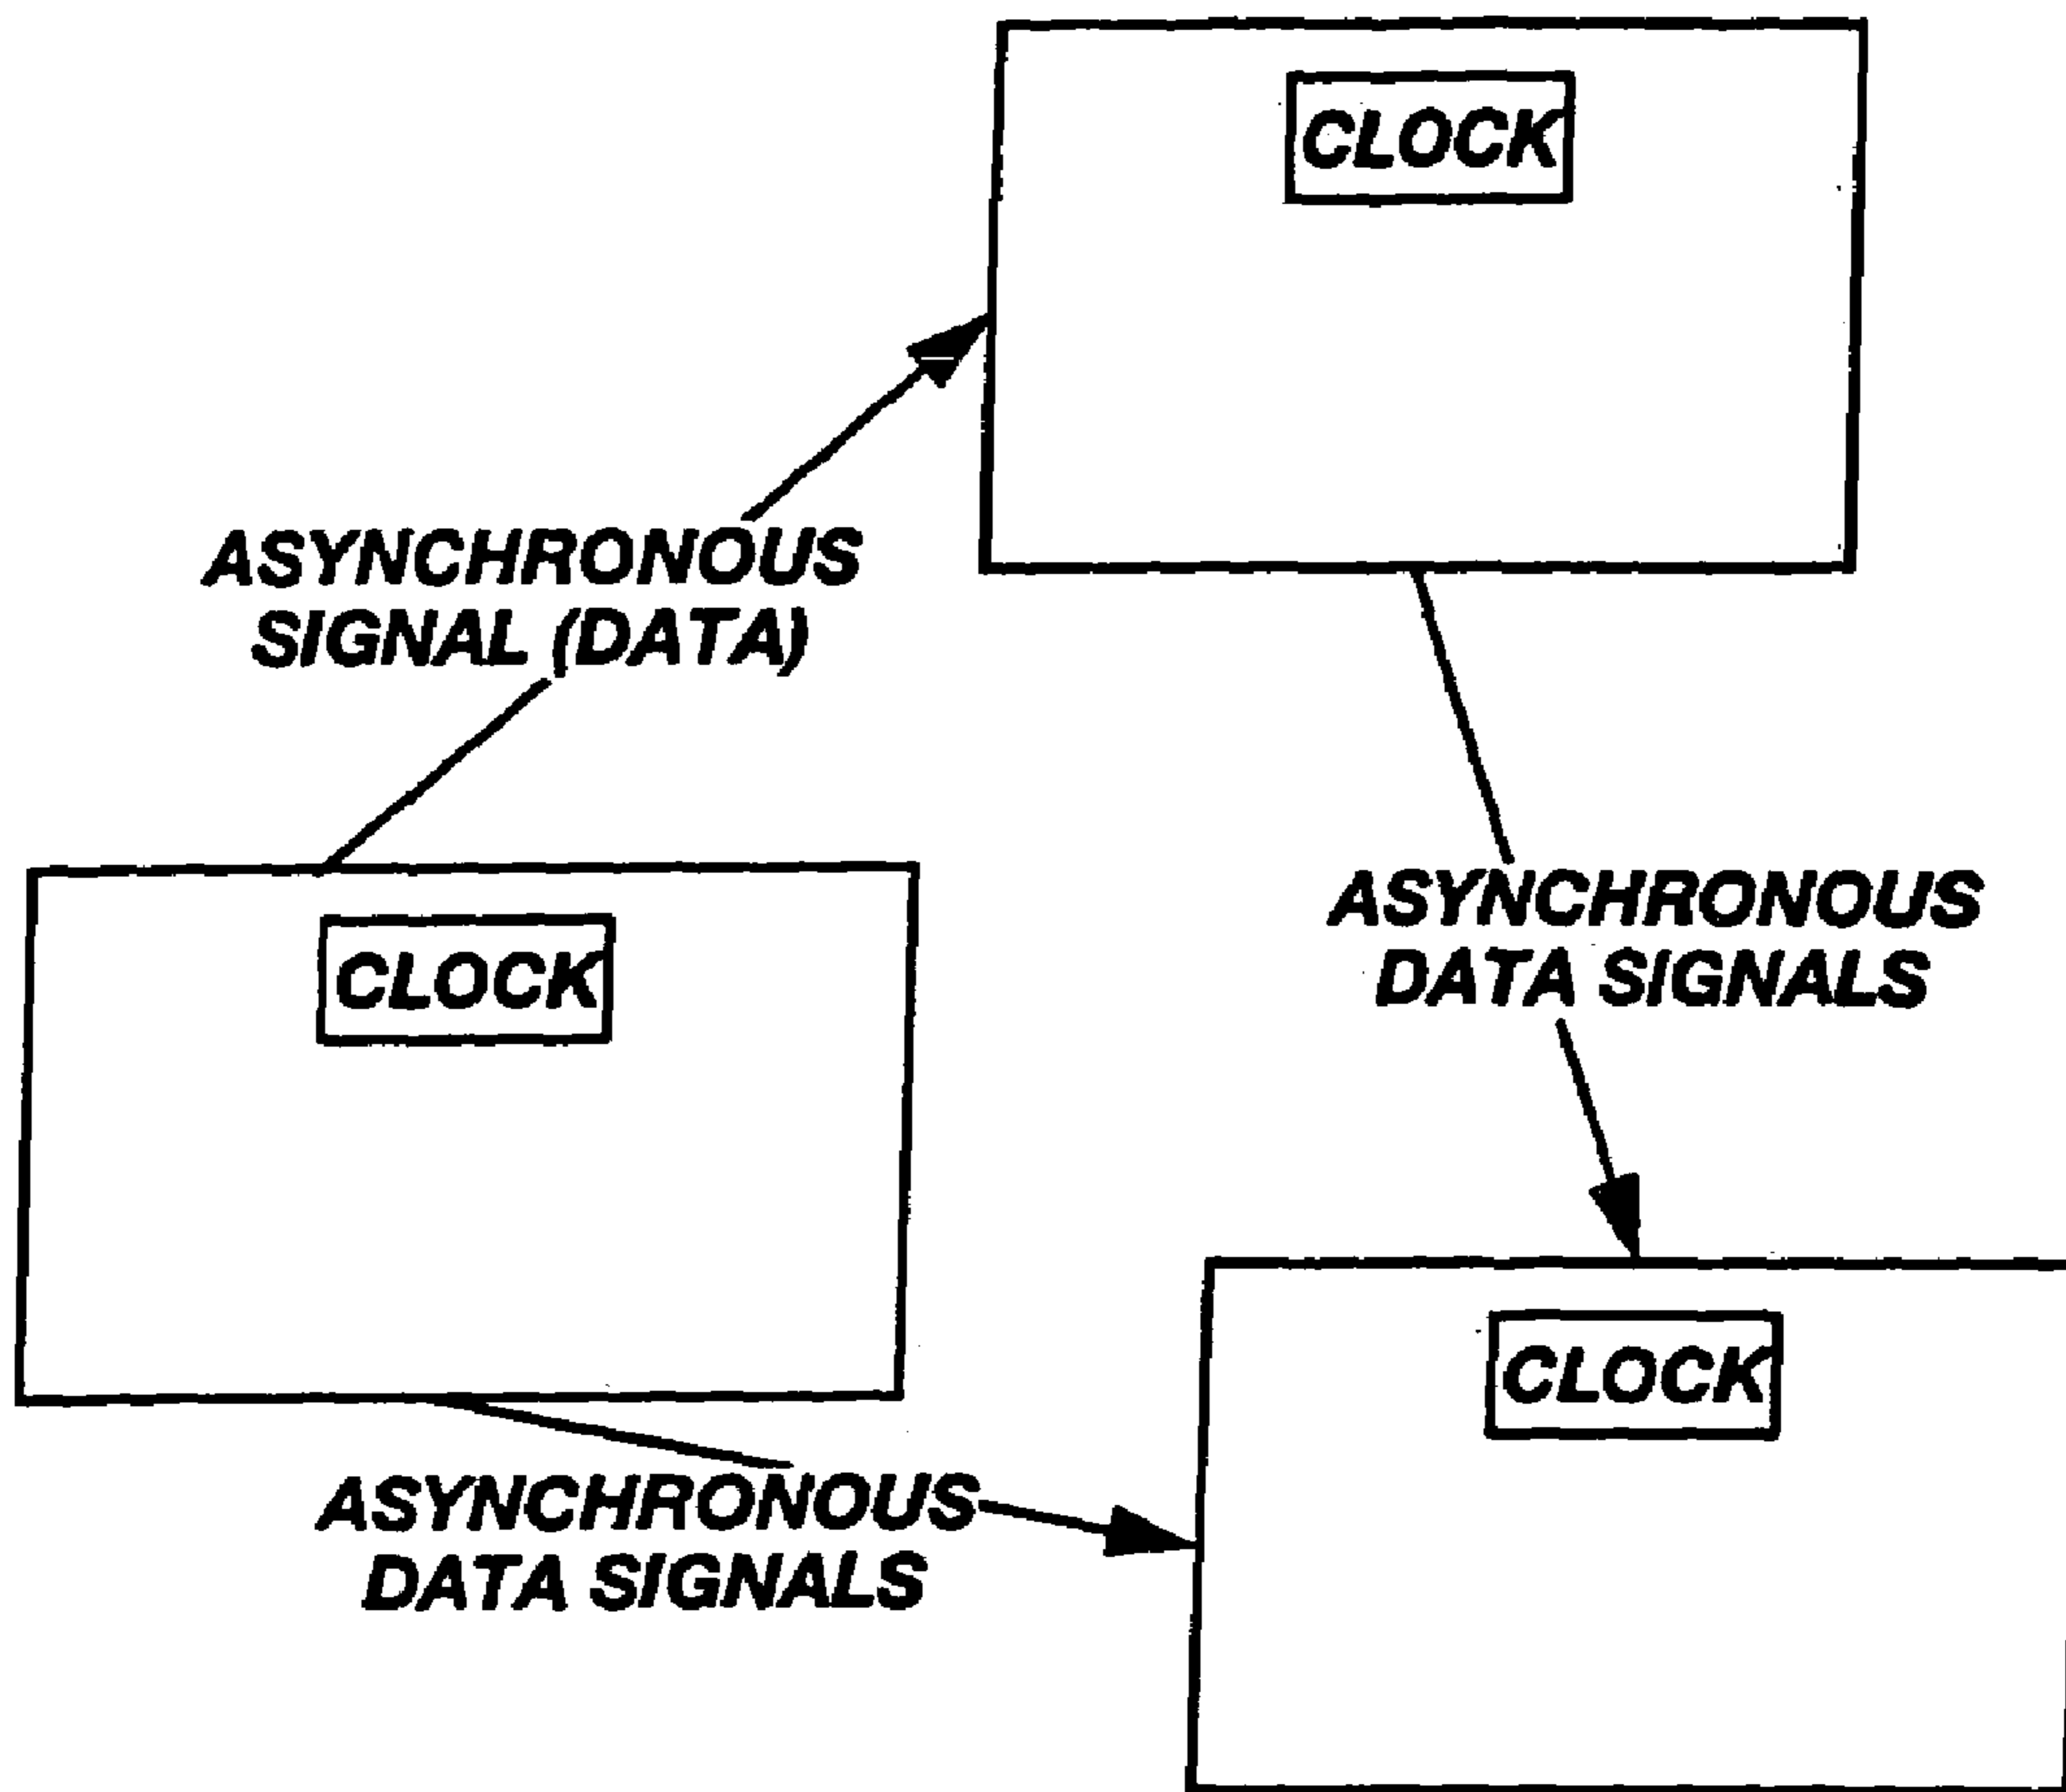 CLOCK
ASYNCHRONOUS
SIGNAL (DATA)
CLOCK
ASYNCHRONOUS
DATA SIGNALS
CLOCK
ASYNCHRONOUS
DATA SIGNALS